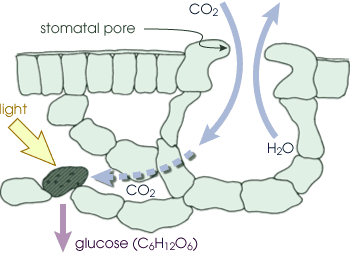 CO₂
stomatal pore
light
H₂O
CO₂
glucose (C₆H₁₂O₆)